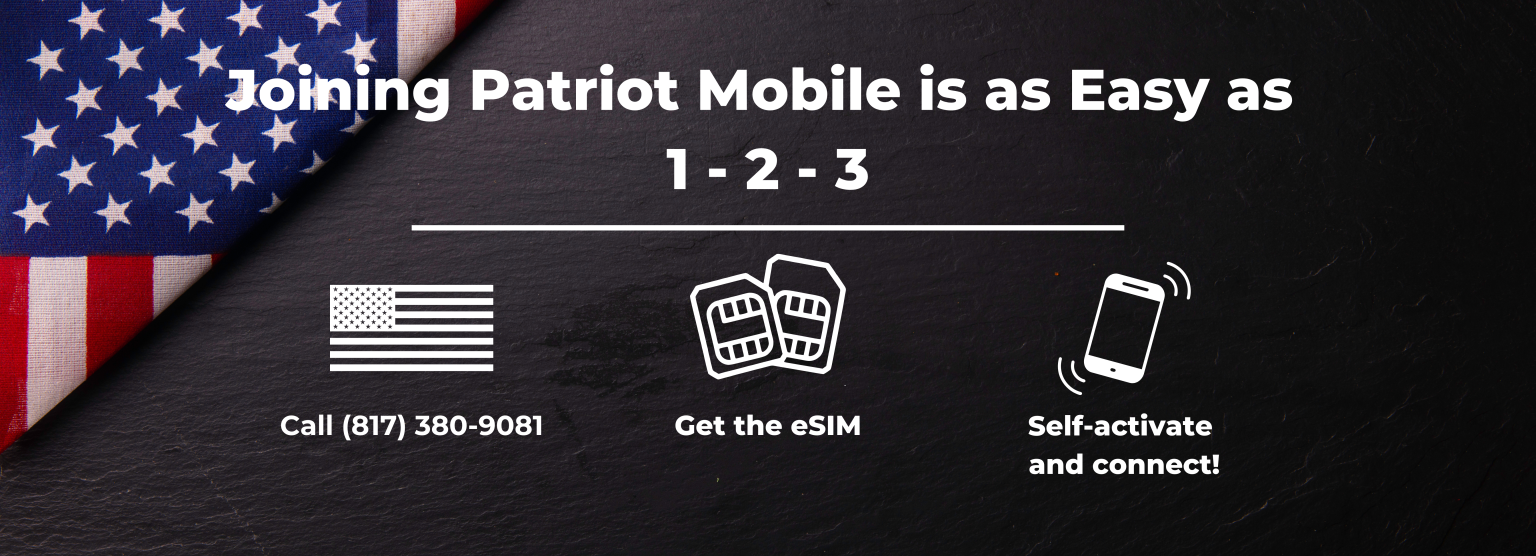 Joining Patriot Mobile is as Easy as
1 - 2 - 3
Call (817) 380-9081
Get the eSIM
Self-activate
and connect!